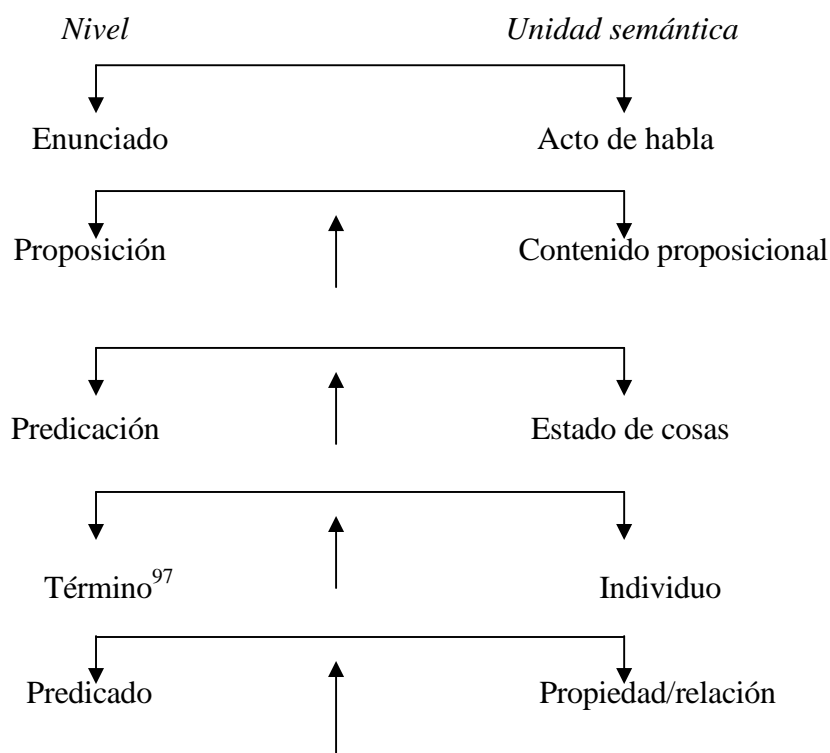 Nivel Unidad semántica
Enunciado Acto de habla
Proposición Contenido proposicional
Predicación Estado de cosas
Término97 Individuo
Predicado Propiedad/relación